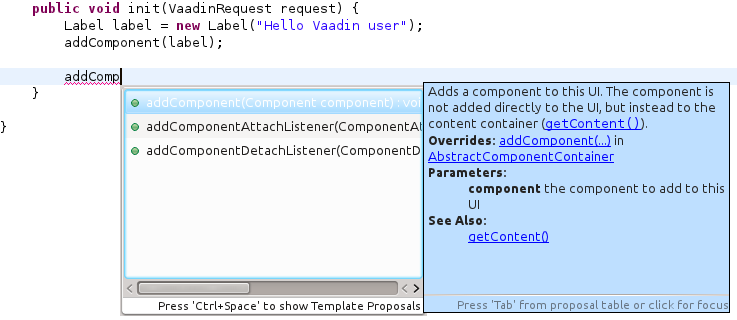 public void init(VaadinRequest request) {
Label label = new Label("Hello Vaadin user");
addComponent(label);
addComp
}
}
addComponent(Component component) : voi
addComponentAttachListener(ComponentAt
addComponentDetachListener(ComponentD
Press 'Ctrl+Space' to show Template Proposals
Adds a component to this UI. The component is
not added directly to the UI, but instead to the
content container (getContent()).
Overrides: addComponent(...) in
AbstractComponentContainer
Parameters:
component the component to add to this
UI
See Also:
getContent()
Press 'Tab' from proposal table or click for focus